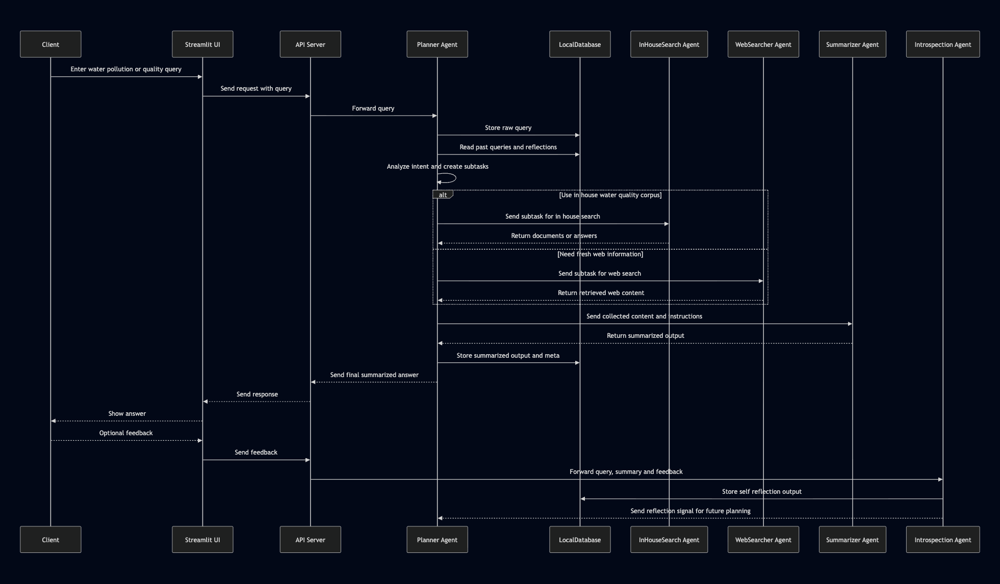 Client
Streamlit UI
API Server
Planner Agent
LocalDatabase
InHouseSearch Agent
WebSearcher Agent
Summarizer Agent
Introspection Agent
Enter water pollution or quality query
Send request with query
Forward query
Store raw query
Read past queries and reflections
Analyze intent and create subtasks
alt
[Use in house water quality corpus]
Send subtask for in house search
Return documents or answers
[Need fresh web information]
Send subtask for web search
Return retrieved web content
Send collected content and instructions
Return summarized output
Store summarized output and meta
Send final summarized answer
Send response
Show answer
Optional feedback
Send feedback
Forward query, summary and feedback
Store self reflection output
Send reflection signal for future planning
Client
Streamlit UI
API Server
Planner Agent
LocalDatabase
InHouseSearch Agent
WebSearcher Agent
Summarizer Agent
Introspection Agent